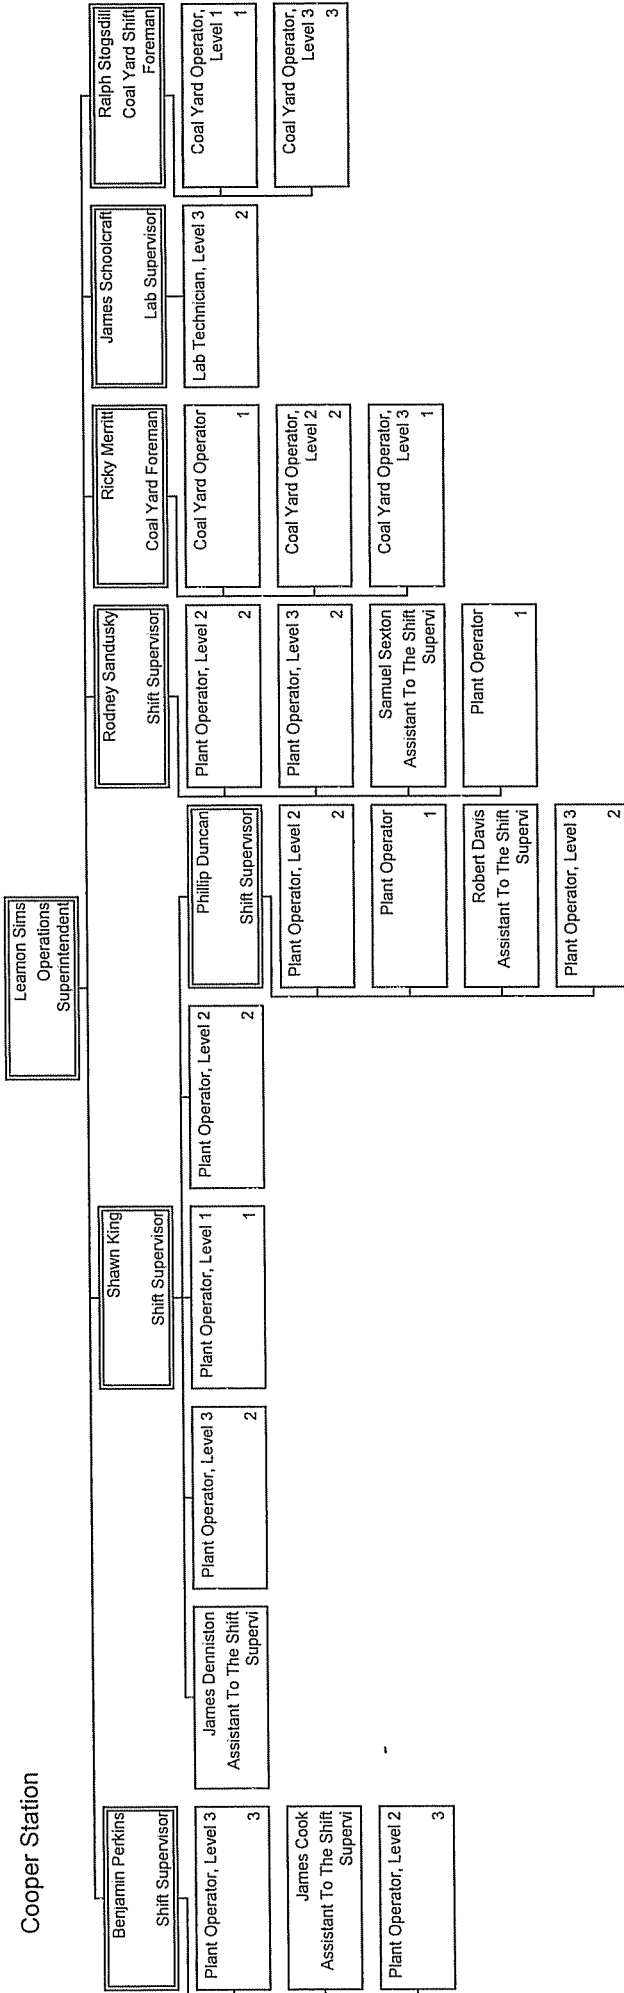 Cooper Station
Leamon Sims
Operations
Superintendent
Benjamin Perkins
Shift Supervisor
Plant Operator, Level 3
3
James Cook
Assistant To The Shift
Supervi
Plant Operator, Level 2
3
Shawn King
Shift Supervisor
James Denniston
Assistant To The Shift
Supervi
Plant Operator, Level 3
2
Plant Operator, Level 1
1
Plant Operator, Level 2
2
Phillip Duncan
Shift Supervisor
Plant Operator, Level 2
2
Plant Operator
1
Robert Davis
Assistant To The Shift
Supervi
Plant Operator, Level 3
2
Rodney Sandusky
Shift Supervisor
Plant Operator, Level 2
2
Plant Operator, Level 3
2
Samuel Sexton
Assistant To The Shift
Supervi
Plant Operator
1
Ricky Merritt
Coal Yard Foreman
Coal Yard Operator
1
Coal Yard Operator,
Level 2
2
Coal Yard Operator,
Level 3
1
James Schoolcraft
Lab Supervisor
Lab Technician, Level 3
2
Ralph Stogsdill
Coal Yard Shift
Foreman
Coal Yard Operator,
Level 1
1
Coal Yard Operator,
Level 3
3